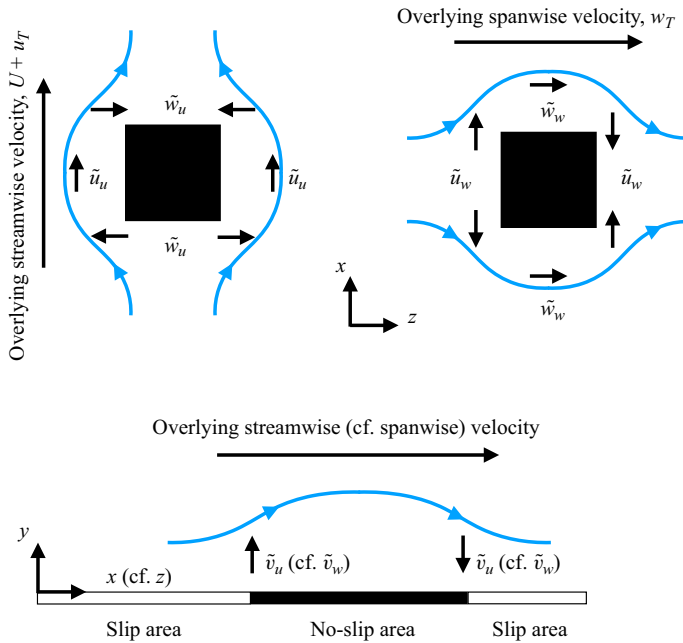 Overlying streamwise velocity, U + u_T
w̃_u
ũ_u
ũ_u
w̃_u
Overlying spanwise velocity, w_T
w̃_w
ũ_w
ũ_w
w̃_w
x
z
Overlying streamwise (cf. spanwise) velocity
y
x (cf. z)
ṽ_u (cf. ṽ_w)
ṽ_u (cf. ṽ_w)
Slip area
No-slip area
Slip area